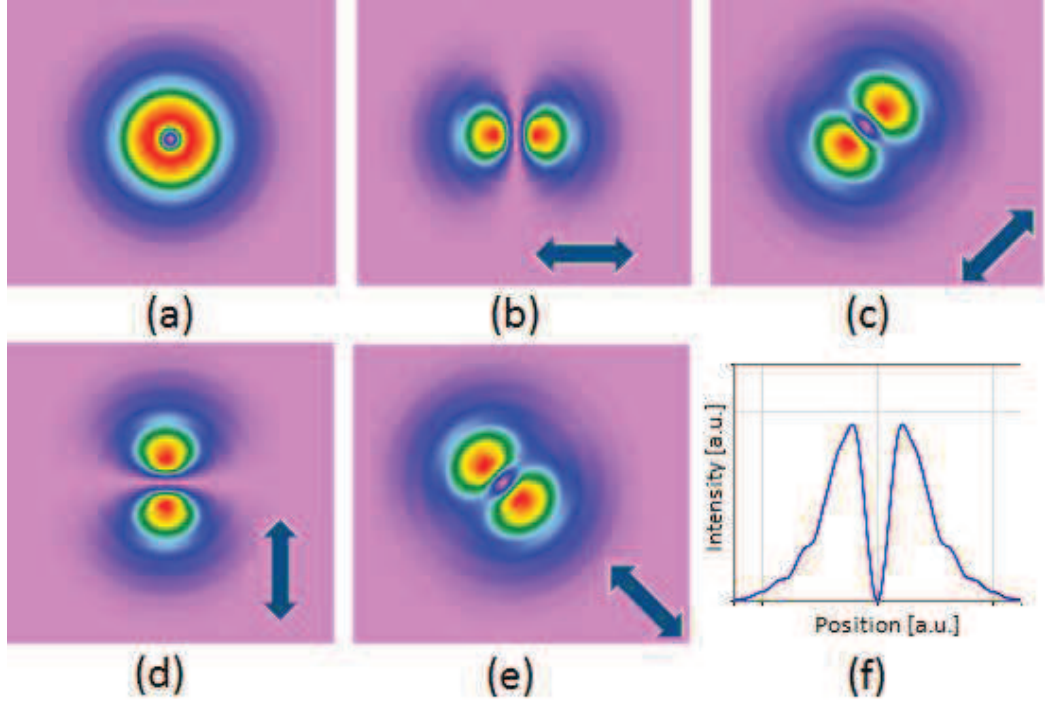 (a)
(b)
(c)
Intensity [a.u.]
Position [a.u.]
(d)
(e)
(f)